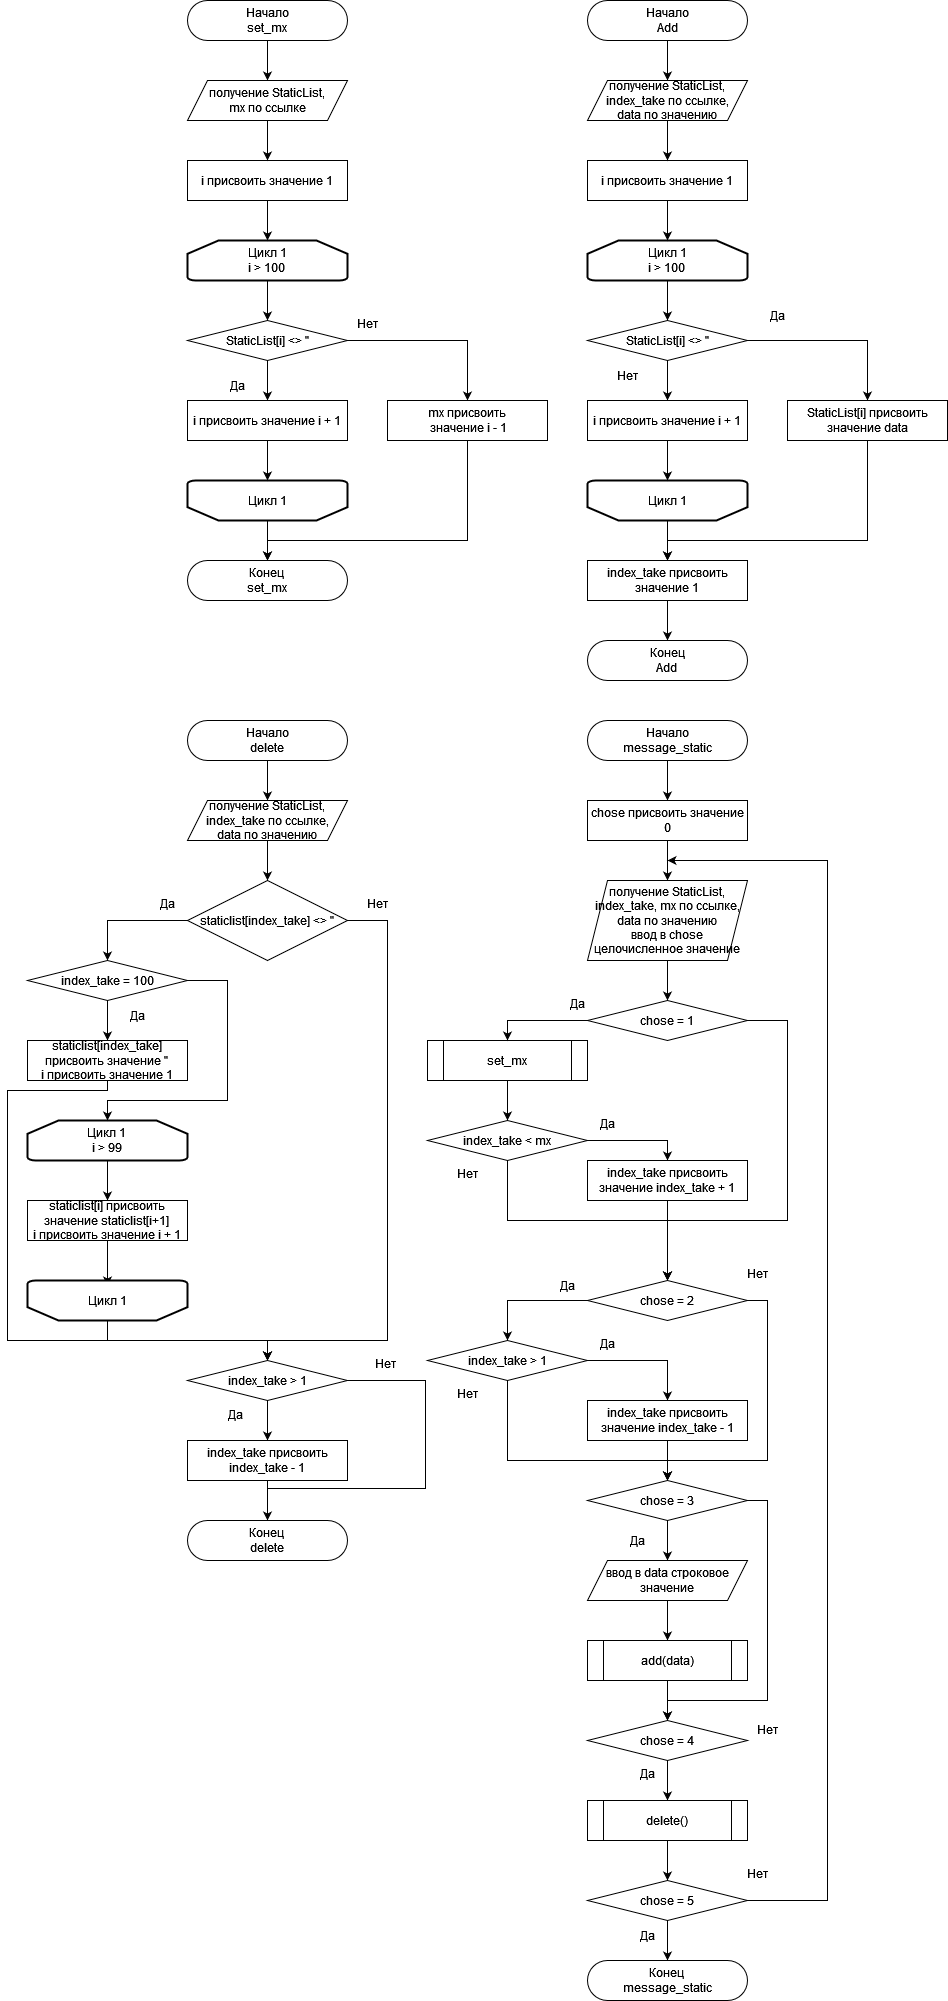 Начало
set_mx
получение StaticList,
mx по ссылке
i присвоить значение 1
Цикл 1
i > 100
StaticList[i] <> "
Нет
Да
i присвоить значение i + 1
mx присвоить
значение i - 1
Цикл 1
Конец
set_mx
Начало
Add
получение StaticList,
index_take по ссылке,
data по значению
i присвоить значение 1
Цикл 1
i > 100
StaticList[i] <> "
Да
Нет
i присвоить значение i + 1
StaticList[i] присвоить
значение data
Цикл 1
index_take присвоить
значение 1
Конец
Add
Начало
delete
получение StaticList,
index_take по ссылке,
data по значению
staticlist[index_take] <> "
Да
Нет
index_take = 100
Да
staticlist[index_take]
присвоить значение "
i присвоить значение 1
Цикл 1
i > 99
staticlist[i] присвоить
значение staticlist[i+1]
i присвоить значение i + 1
Цикл 1
index_take > 1
Нет
Да
index_take присвоить
index_take - 1
Конец
delete
Начало
message_static
chose присвоить значение
0
получение StaticList,
index_take, mx по ссылке,
data по значению
ввод в chose
целочисленное значение
chose = 1
Да
set_mx
index_take < mx
Да
Нет
index_take присвоить
значение index_take + 1
chose = 2
Нет
Да
index_take > 1
Да
Нет
index_take присвоить
значение index_take - 1
chose = 3
Да
ввод в data строковое
значение
add(data)
chose = 4
Нет
Да
delete()
chose = 5
Нет
Да
Конец
message_static